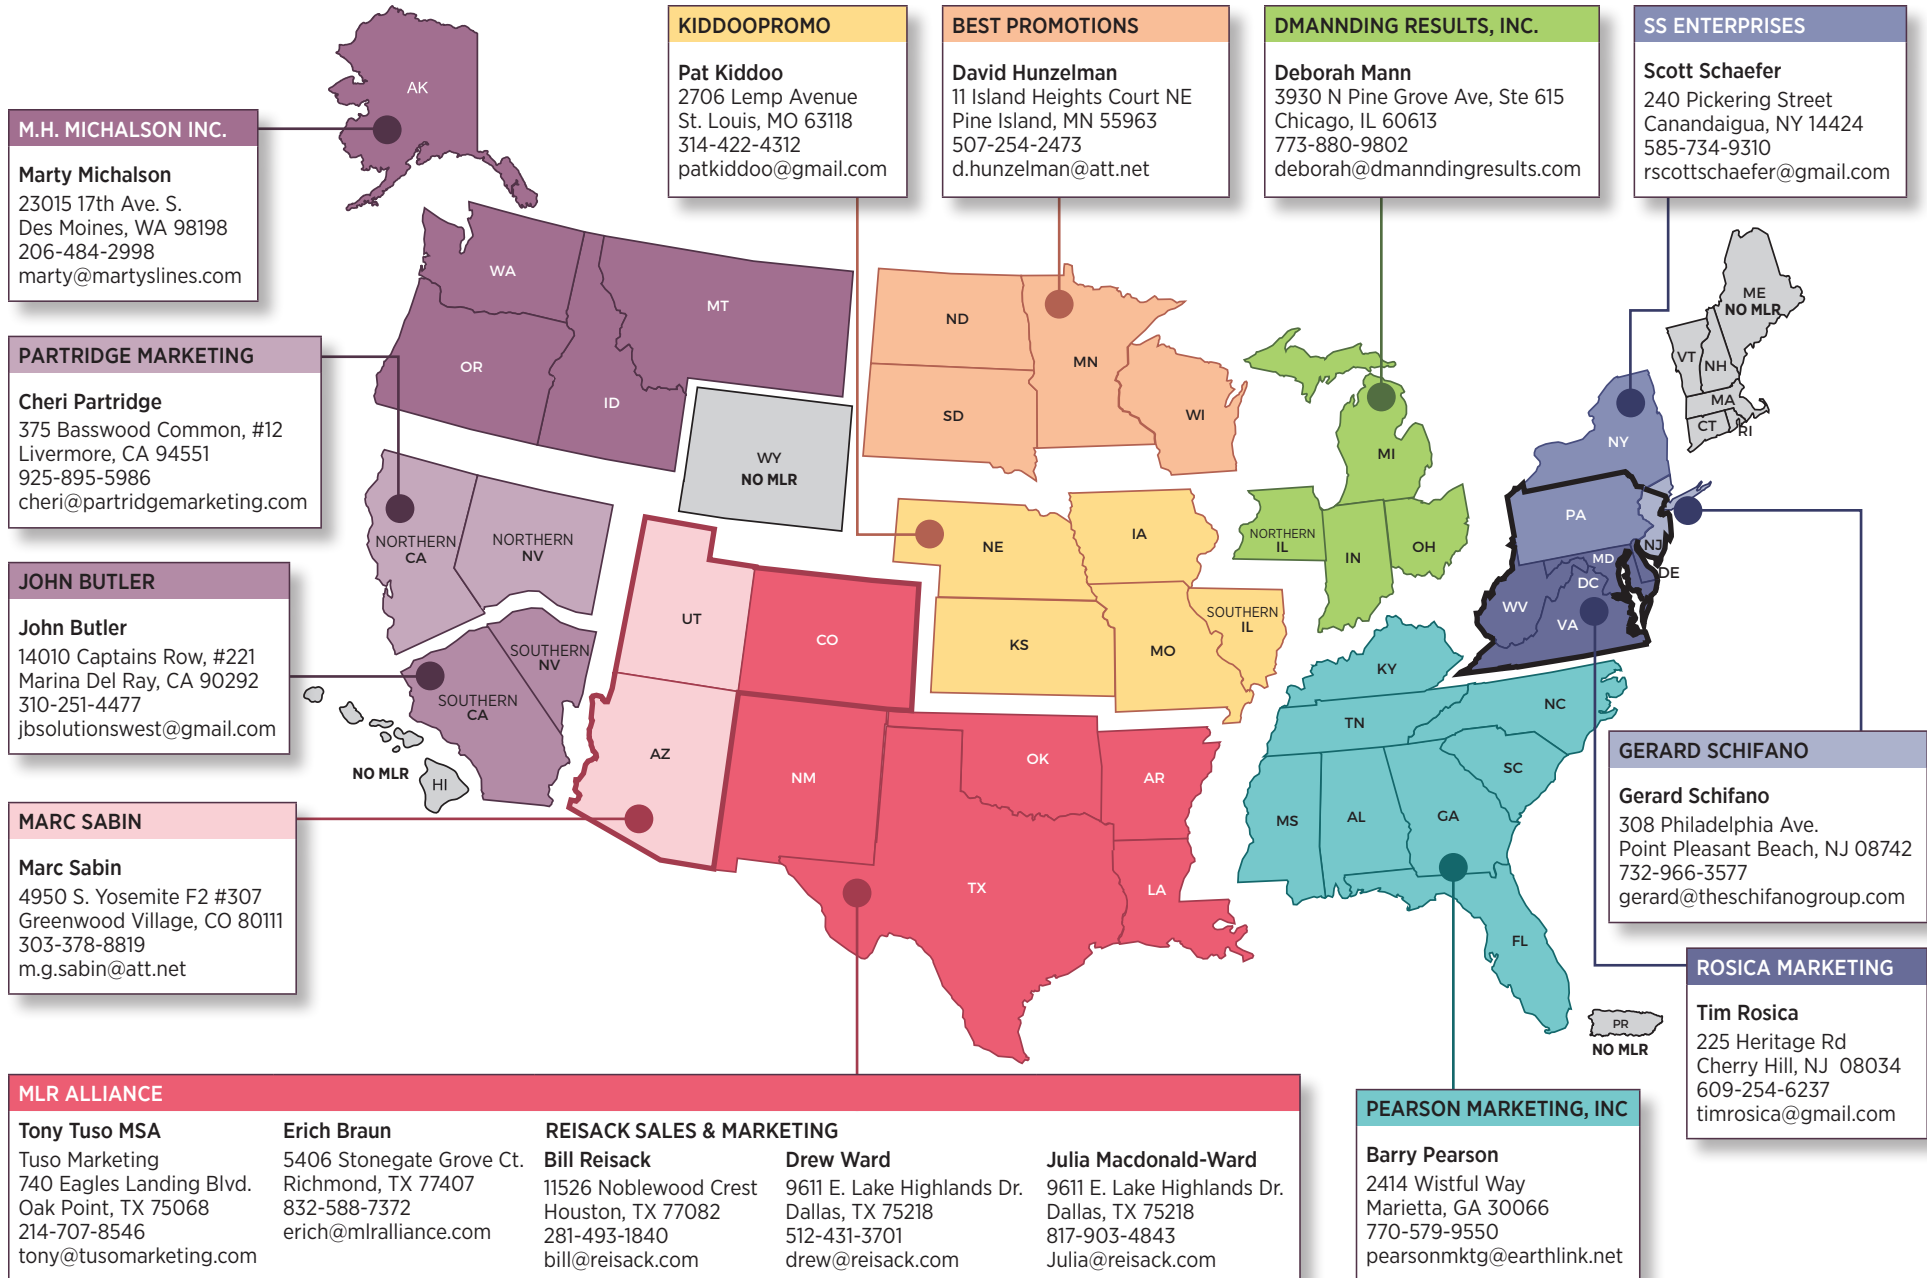 KIDDOOPROMO
Pat Kiddoo
2706 Lemp Avenue
St. Louis, MO 63118
314-422-4312
patkiddoo@gmail.com
BEST PROMOTIONS
David Hunzelman
11 Island Heights Court NE
Pine Island, MN 55963
507-254-2473
d.hunzelman@att.net
DMANNDING RESULTS, INC.
Deborah Mann
3930 N Pine Grove Ave, Ste 615
Chicago, IL 60613
773-880-9802
deborah@dmanndingresults.com
SS ENTERPRISES
Scott Schaefer
240 Pickering Street
Canandaigua, NY 14424
585-734-9310
rscottschaefer@gmail.com
M.H. MICHALSON INC.
Marty Michalson
23015 17th Ave. S.
Des Moines, WA 98198
206-484-2998
marty@martyslines.com
PARTRIDGE MARKETING
Cheri Partridge
375 Basswood Common, #12
Livermore, CA 94551
925-895-5986
cheri@partridgemarketing.com
JOHN BUTLER
John Butler
14010 Captains Row, #221
Marina Del Ray, CA 90292
310-251-4477
jbsolutionswest@gmail.com
MARC SABIN
Marc Sabin
4950 S. Yosemite F2 #307
Greenwood Village, CO 80111
303-378-8819
m.g.sabin@att.net
AK
WA
MT
OR
ID
WY
NO MLR
NORTHERN
CA
NORTHERN
NV
SOUTHERN
NV
SOUTHERN
CA
NO MLR
HI
UT
CO
AZ
NM
OK
AR
TX
LA
ND
MN
SD
WI
NE
IA
KS
MO
SOUTHERN
IL
MI
NORTHERN
IL
IN
OH
KY
TN
NC
SC
MS
AL
GA
FL
ME
NO MLR
VT
NH
MA
CT
RI
NY
PA
NJ
MD
DE
DC
WV
VA
PR
NO MLR
GERARD SCHIFANO
Gerard Schifano
308 Philadelphia Ave.
Point Pleasant Beach, NJ 08742
732-966-3577
gerard@theschifanogroup.com
ROSICA MARKETING
Tim Rosica
225 Heritage Rd
Cherry Hill, NJ 08034
609-254-6237
timrosica@gmail.com
MLR ALLIANCE
Tony Tuso MSA
Tuso Marketing
740 Eagles Landing Blvd.
Oak Point, TX 75068
214-707-8546
tony@tusomarketing.com
Erich Braun
5406 Stonegate Grove Ct.
Richmond, TX 77407
832-588-7372
erich@mlralliance.com
REISACK SALES & MARKETING
Bill Reisack
11526 Noblewood Crest
Houston, TX 77082
281-493-1840
bill@reisack.com
Drew Ward
9611 E. Lake Highlands Dr.
Dallas, TX 75218
512-431-3701
drew@reisack.com
Julia Macdonald-Ward
9611 E. Lake Highlands Dr.
Dallas, TX 75218
817-903-4843
Julia@reisack.com
PEARSON MARKETING, INC
Barry Pearson
2414 Wistful Way
Marietta, GA 30066
770-579-9550
pearsonmktg@earthlink.net